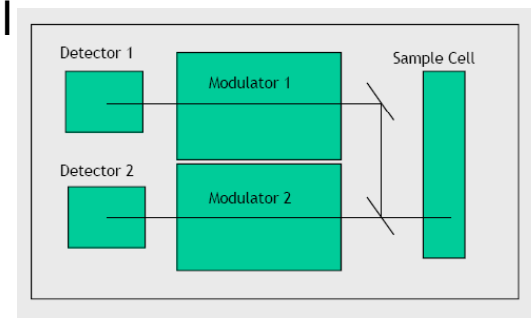 Detector 1
Modulator 1
Sample Cell
Detector 2
Modulator 2